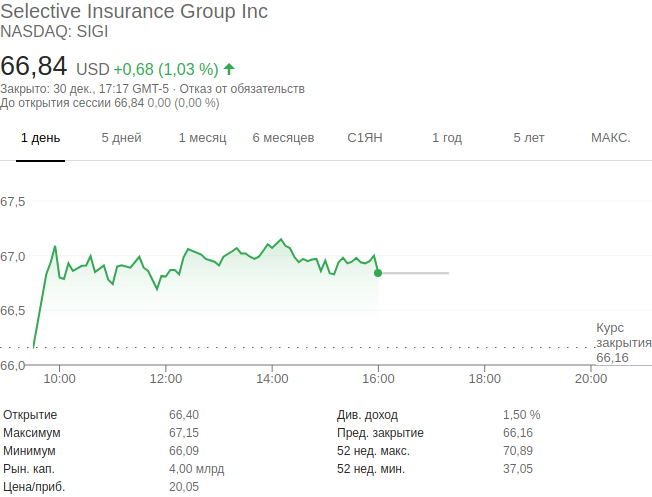 Selective Insurance Group Inc
NASDAQ: SIGI
66,84 USD +0,68 (1,03 %)
Закрыто: 30 дек., 17:17 GMT-5 · Отказ от обязательств
До открытия сессии 66,84 0,00 (0,00 %)
1 день 5 дней 1 месяц 6 месяцев С1ЯН 1 год 5 лет МАКС.
67,5
67,0
66,5
66,0
Курс
закрытия
66,16
10:00 12:00 14:00 16:00 18:00 20:00
Открытие 66,40 Див. доход 1,50 %
Максимум 67,15 Пред. закрытие 66,16
Минимум 66,09 52 нед. макс. 70,89
Рын. кап. 4,00 млрд 52 нед. мин. 37,05
Цена/приб. 20,05